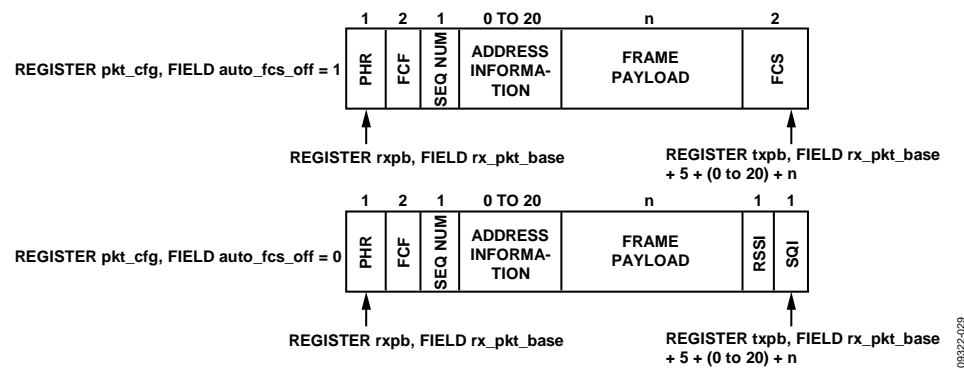 1 2 1 0 TO 20 n 2
REGISTER pkt_cfg, FIELD auto_fcs_off = 1
PHR
FCF
SEQ NUM
ADDRESS
INFORMA-
TION
FRAME
PAYLOAD
FCS
REGISTER rxpb, FIELD rx_pkt_base
REGISTER txpb, FIELD rx_pkt_base
+ 5 + (0 to 20) + n
1 2 1 0 TO 20 n 1 1
REGISTER pkt_cfg, FIELD auto_fcs_off = 0
PHR
FCF
SEQ NUM
ADDRESS
INFORMA-
TION
FRAME
PAYLOAD
RSSI
SQI
REGISTER rxpb, FIELD rx_pkt_base
REGISTER txpb, FIELD rx_pkt_base
+ 5 + (0 to 20) + n
09322-029